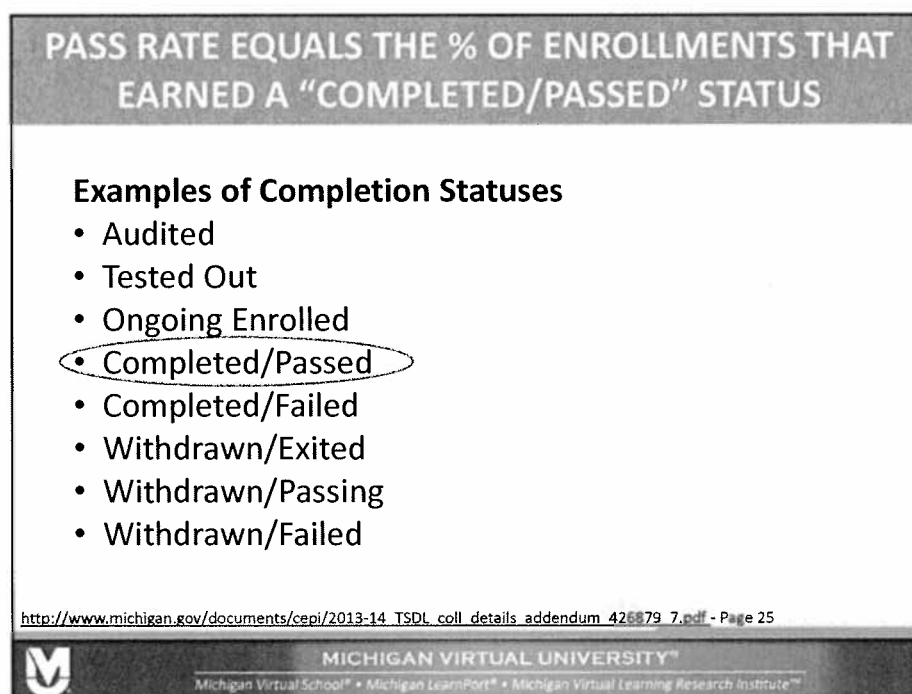 PASS RATE EQUALS THE % OF ENROLLMENTS THAT
EARNED A “COMPLETED/PASSED” STATUS
Examples of Completion Statuses
• Audited
• Tested Out
• Ongoing Enrolled
• Completed/Passed
• Completed/Failed
• Withdrawn/Exited
• Withdrawn/Passing
• Withdrawn/Failed
http://www.michigan.gov/documents/cepi/2013-14_TSDL_coll_details_addendum_426879_7.pdf - Page 25
MICHIGAN VIRTUAL UNIVERSITY™
Michigan Virtual School® • Michigan LearnPort® • Michigan Virtual Learning Research Institute™